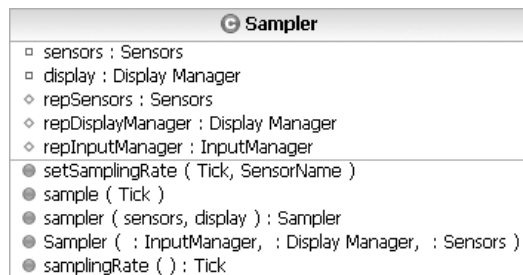 C Sampler
sensors : Sensors
display : Display Manager
repSensors : Sensors
repDisplayManager : Display Manager
repInputManager : InputManager
setSamplingRate ( Tick, SensorName )
sample ( Tick )
sampler ( sensors, display ) : Sampler
Sampler ( : InputManager, : Display Manager, : Sensors )
samplingRate ( ) : Tick